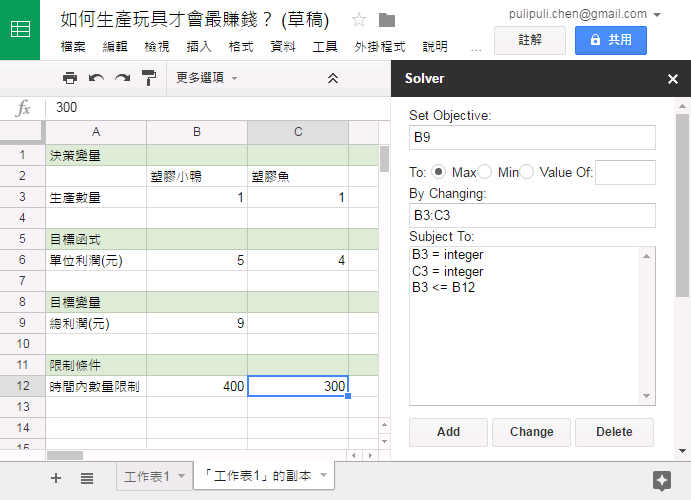 如何生產玩具才會最賺錢？ (草稿)
pulipuli.chen@gmail.com
檔案 編輯 檢視 插入 格式 資料 工具 外掛程式 說明 ...
註解
共用
更多選項
fx 300
A B C
1 決策變量
2 塑膠小鴨 塑膠魚
3 生產數量 1 1
4
5 目標函式
6 單位利潤(元) 5 4
7
8 目標變量
9 總利潤(元) 9
10
11 限制條件
12 時間內數量限制 400 300
13
14
15
工作表1
「工作表1」的副本
Solver
Set Objective:
B9
To: Max Min Value Of:
By Changing:
B3:C3
Subject To:
B3 = integer
C3 = integer
B3 <= B12
Add Change Delete